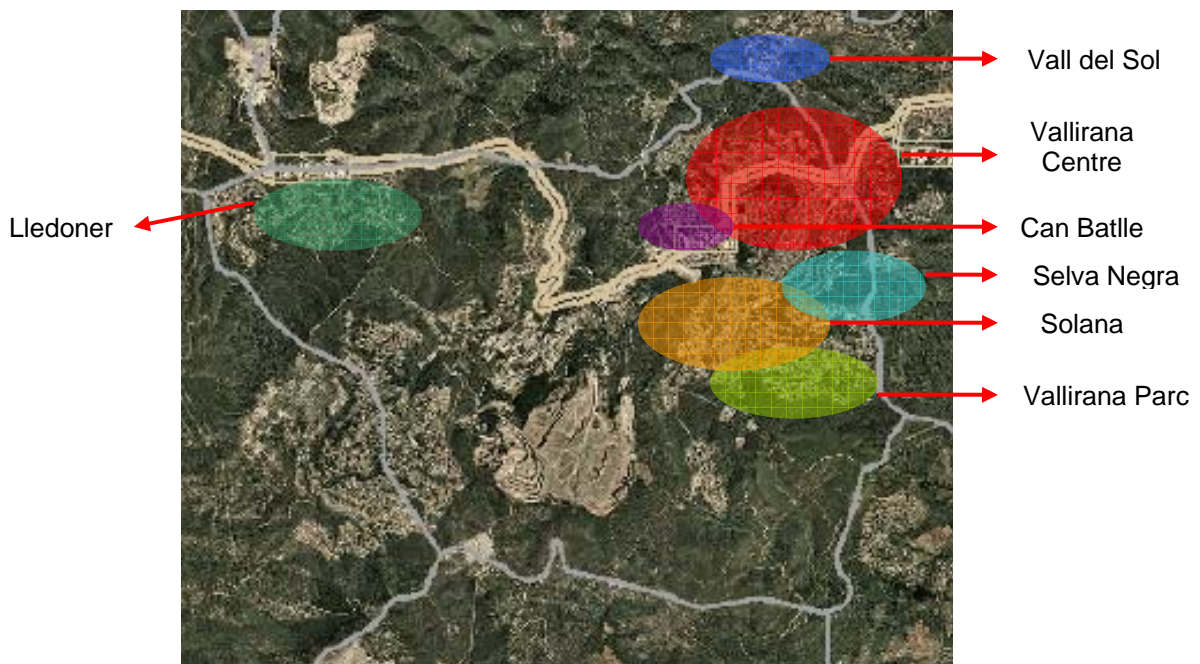 Vall del Sol
Vallirana
Centre
Lledoner
Can Batlle
Selva Negra
Solana
Vallirana Parc